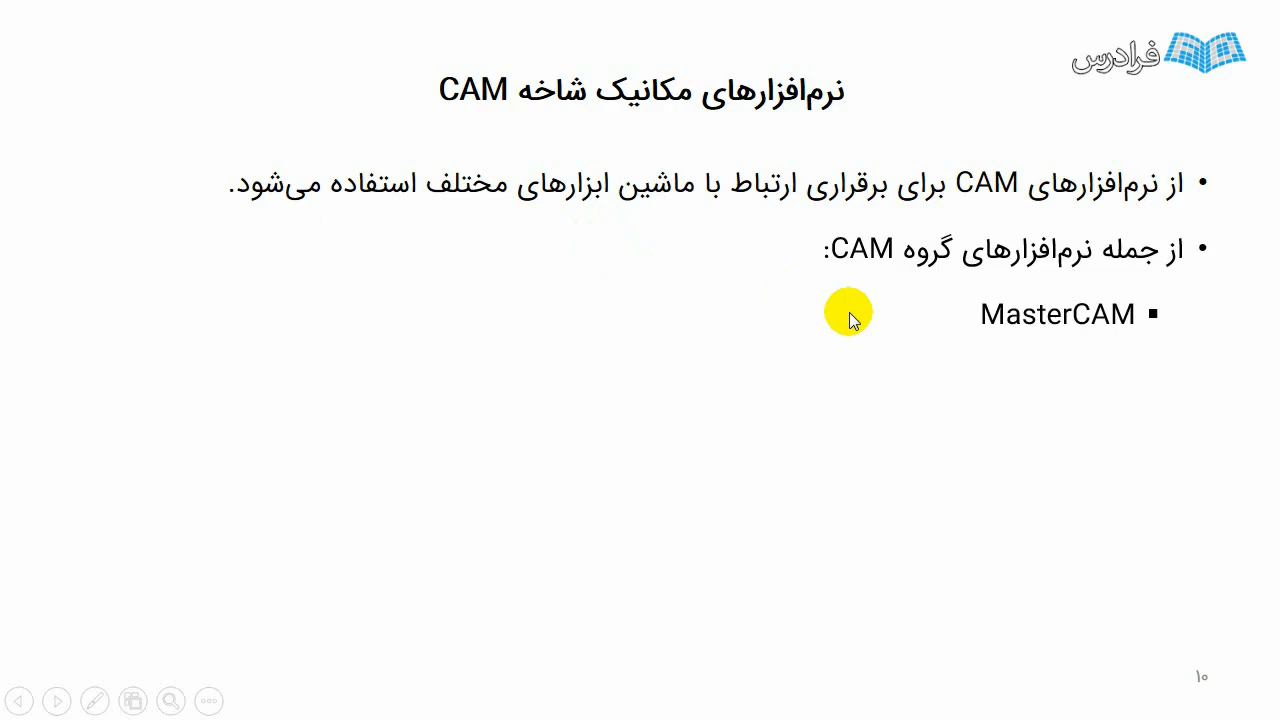 فرادرس
نرم‌افزارهای مکانیک شاخه CAM
• از نرم‌افزارهای CAM برای برقراری ارتباط با ماشین ابزارهای مختلف استفاده می‌شود.
• از جمله نرم‌افزارهای گروه CAM:
▪ MasterCAM
۱۰